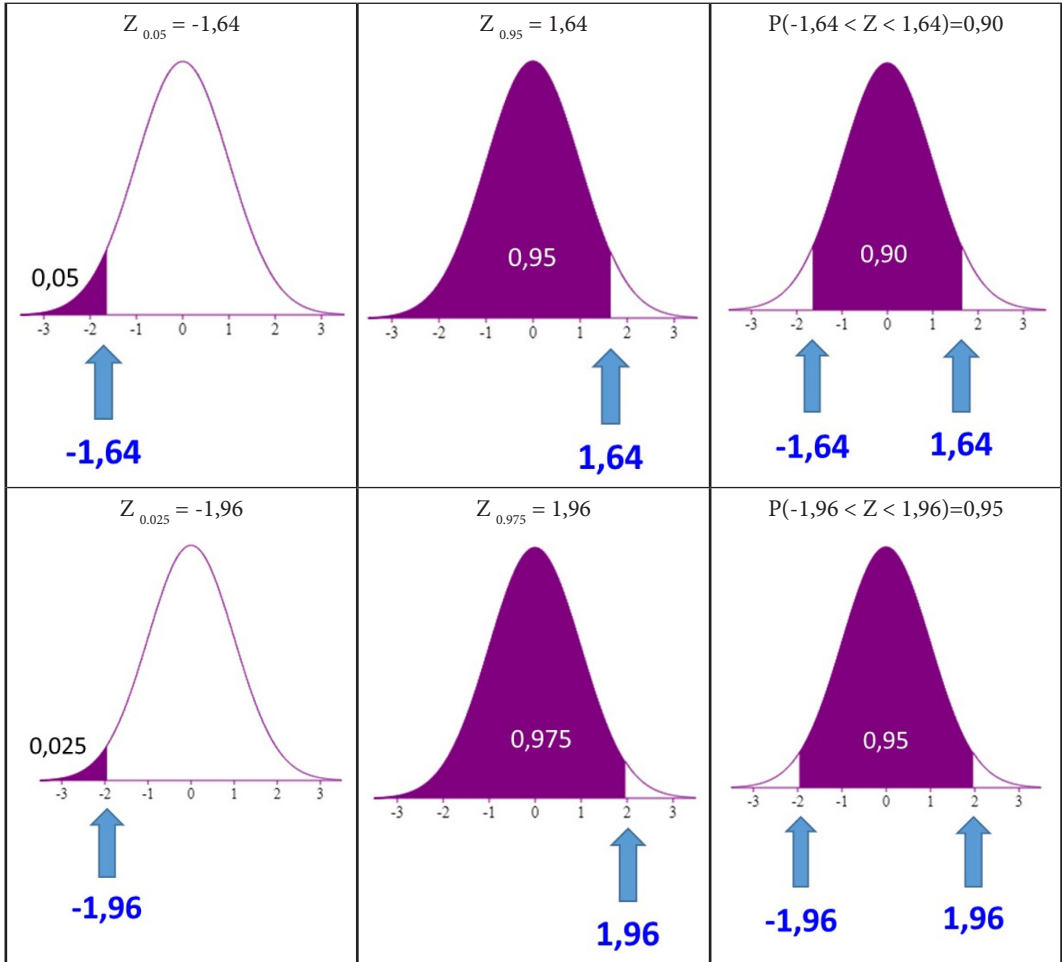 Z 0.05 = -1,64
0,05
-3 -2 -1 0 1 2 3
-1,64
Z 0.95 = 1,64
0,95
-3 -2 -1 0 1 2 3
1,64
P(-1,64 < Z < 1,64)=0,90
0,90
-3 -2 -1 0 1 2 3
-1,64 1,64
Z 0.025 = -1,96
0,025
-3 -2 -1 0 1 2 3
-1,96
Z 0.975 = 1,96
0,975
-3 -2 -1 0 1 2 3
1,96
P(-1,96 < Z < 1,96)=0,95
0,95
-3 -2 -1 0 1 2 3
-1,96 1,96